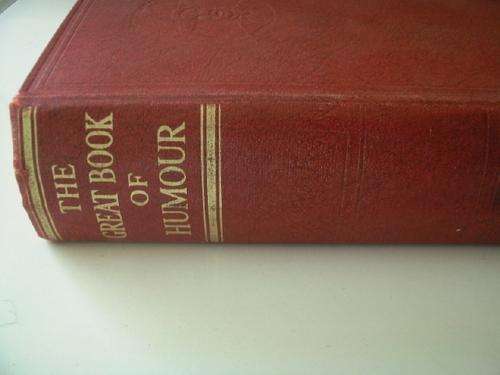 THE
GREAT BOOK
OF
HUMOUR